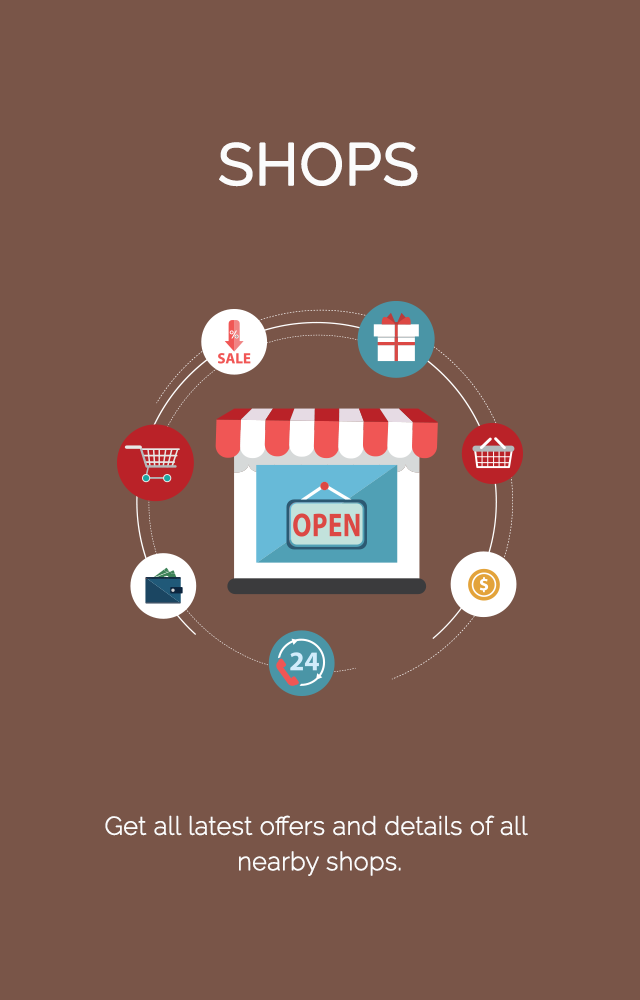 SHOPS
%
SALE
OPEN
$
24
Get all latest offers and details of all
nearby shops.